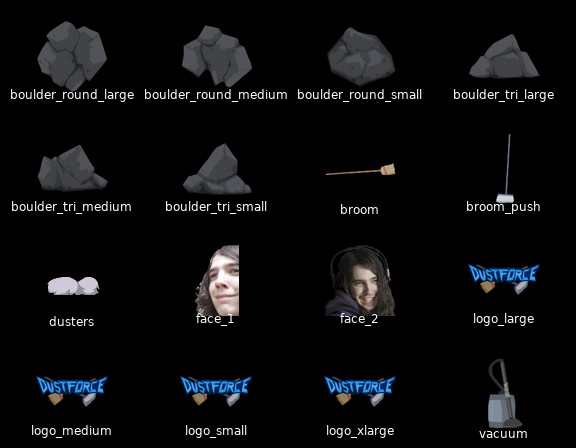 boulder_round_large boulder_round_medium boulder_round_small boulder_tri_large
boulder_tri_medium boulder_tri_small broom broom_push
DUSTFORCE
dusters face_1 face_2 logo_large
DUSTFORCE DUSTFORCE DUSTFORCE
logo_medium logo_small logo_xlarge vacuum